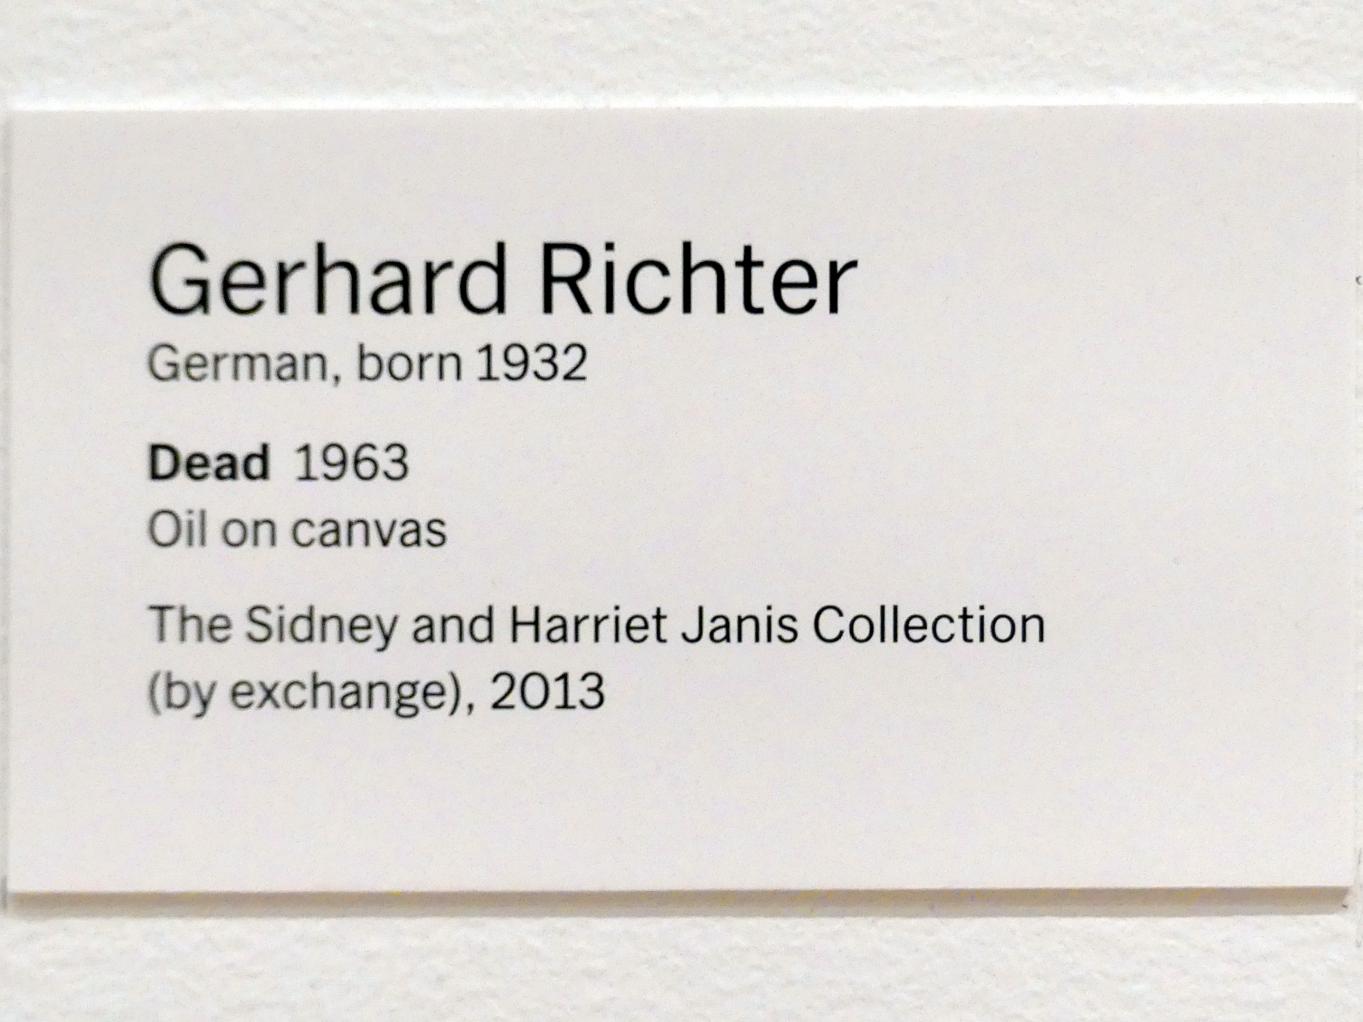 Gerhard Richter
German, born 1932
Dead 1963
Oil on canvas
The Sidney and Harriet Janis Collection
(by exchange), 2013